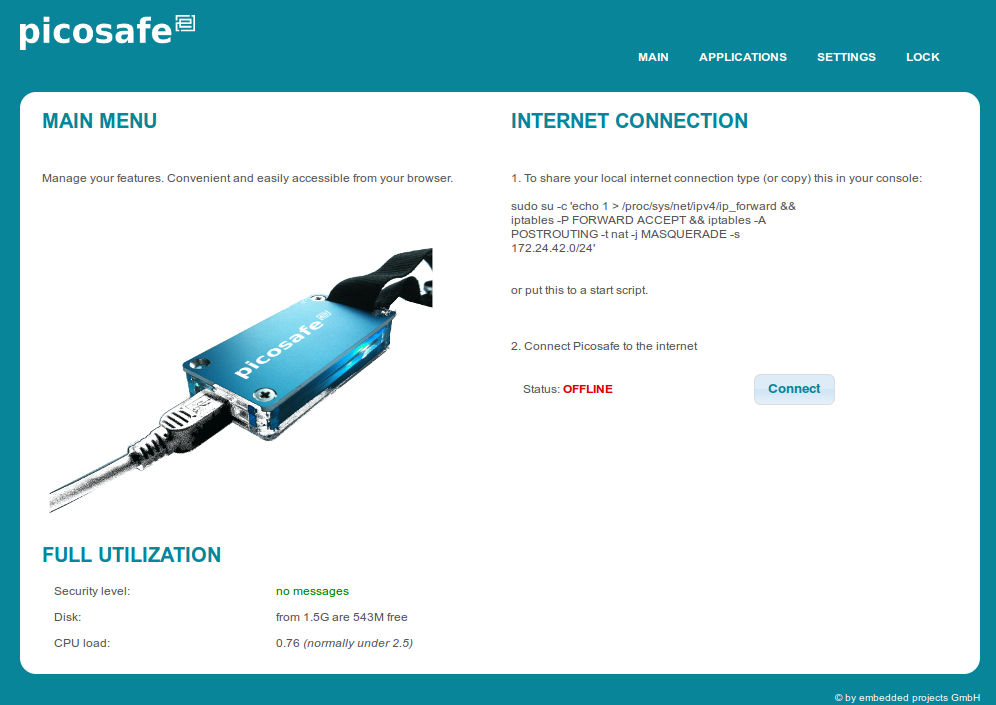 picosafe
MAIN APPLICATIONS SETTINGS LOCK
MAIN MENU
Manage your features. Convenient and easily accessible from your browser.
picosafe
FULL UTILIZATION
Security level: no messages
Disk: from 1.5G are 543M free
CPU load: 0.76 (normally under 2.5)
INTERNET CONNECTION
1. To share your local internet connection type (or copy) this in your console:
sudo su -c 'echo 1 > /proc/sys/net/ipv4/ip_forward &&
iptables -P FORWARD ACCEPT && iptables -A
POSTROUTING -t nat -j MASQUERADE -s
172.24.42.0/24'
or put this to a start script.
2. Connect Picosafe to the internet
Status: OFFLINE Connect
© by embedded projects GmbH